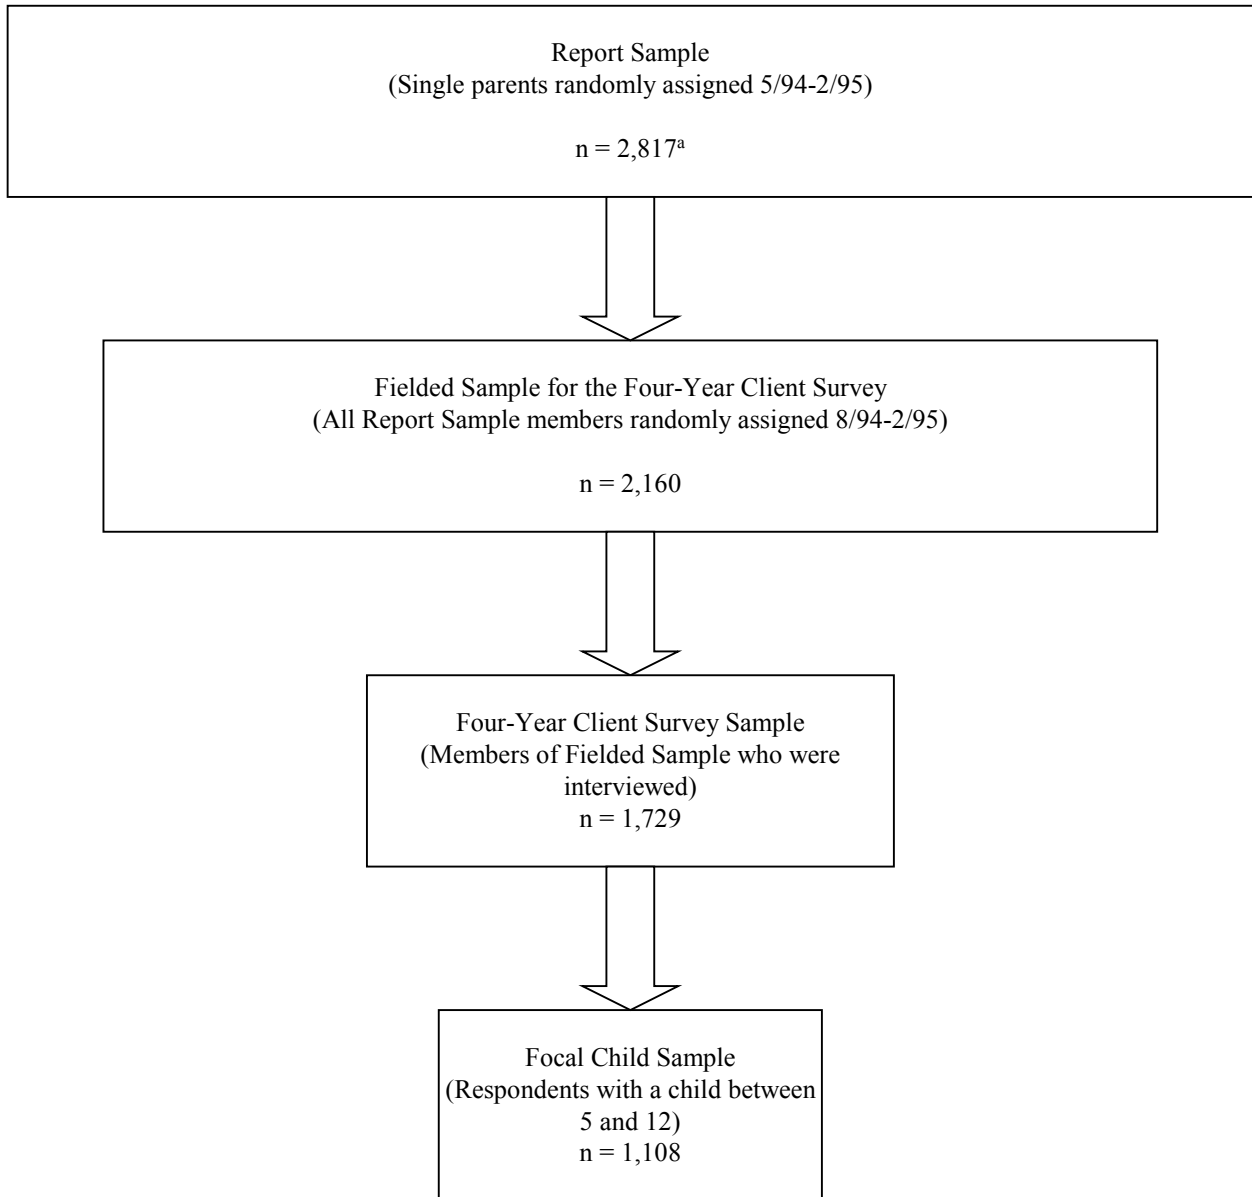 Report Sample
(Single parents randomly assigned 5/94-2/95)
n = 2,817ᵃ
Fielded Sample for the Four-Year Client Survey
(All Report Sample members randomly assigned 8/94-2/95)
n = 2,160
Four-Year Client Survey Sample
(Members of Fielded Sample who were
interviewed)
n = 1,729
Focal Child Sample
(Respondents with a child between
5 and 12)
n = 1,108